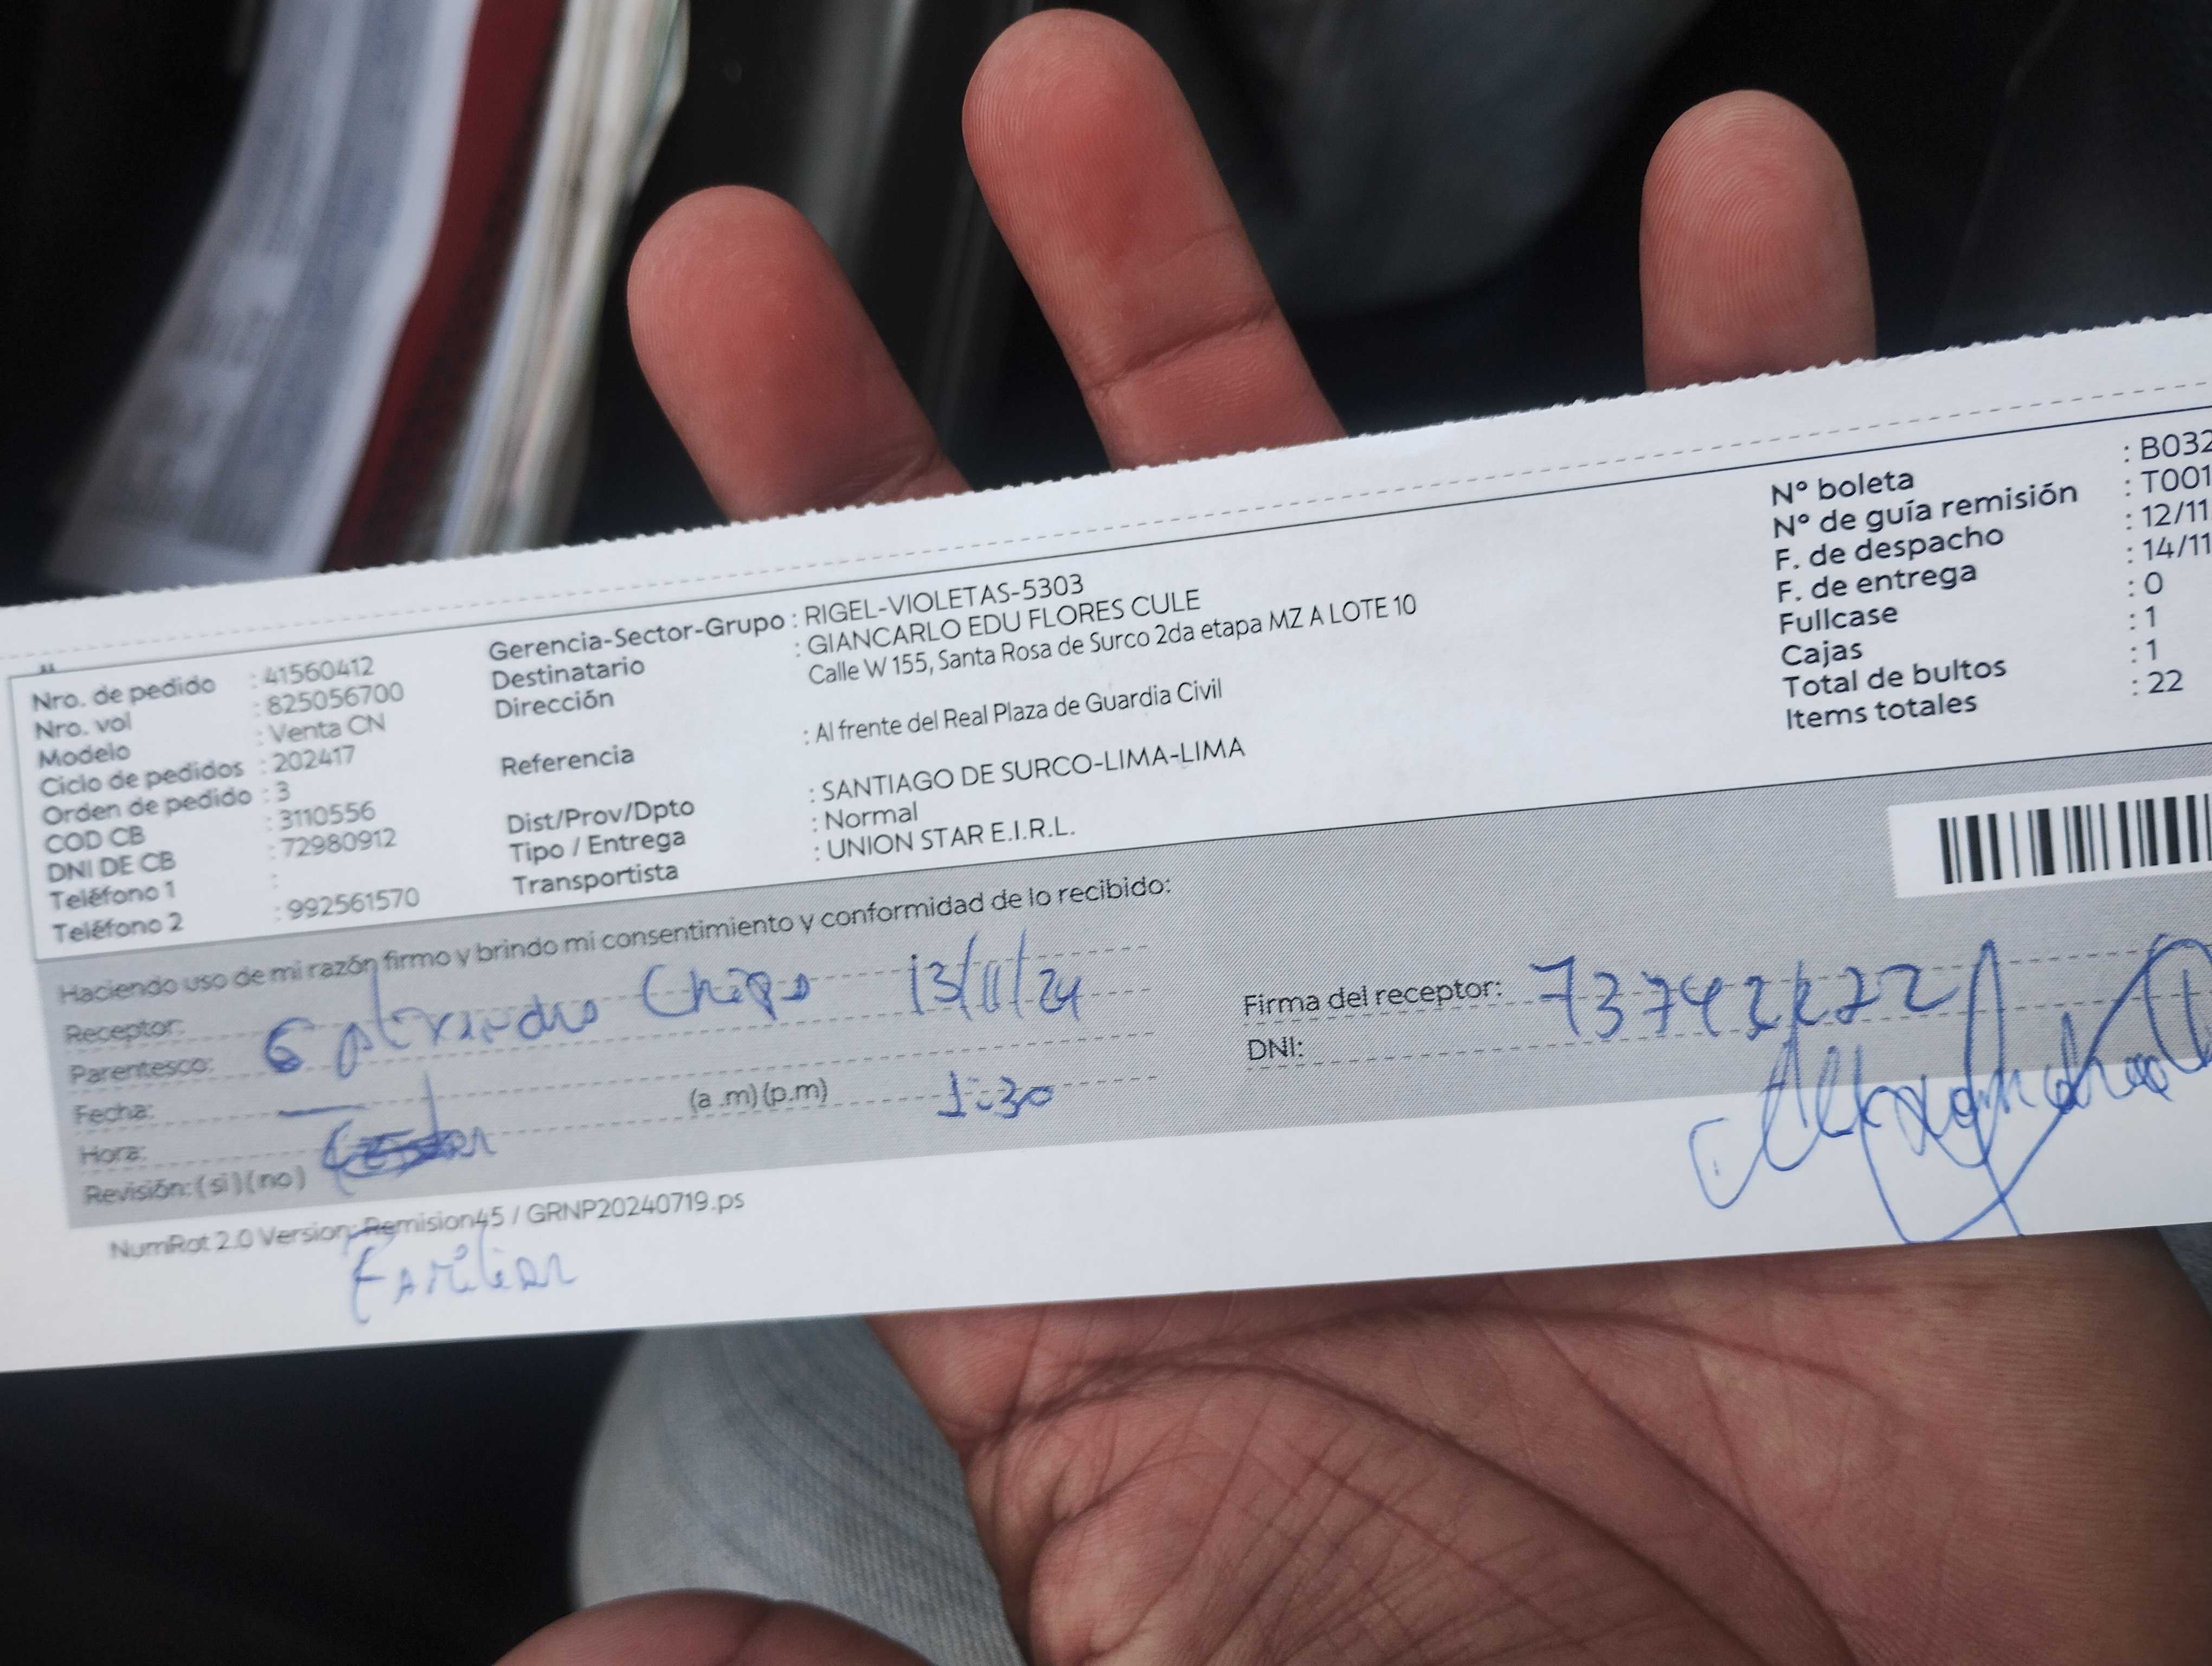 Nro. de pedido : 41560412
Nro. vol : 825056700
Modelo : Venta CN
Ciclo de pedidos : 202417
Orden de pedido : 3
COD CB : 3110556
DNI DE CB : 72980912
Teléfono 1 :
Teléfono 2 : 992561570
Gerencia-Sector-Grupo : RIGEL-VIOLETAS-5303
Destinatario : GIANCARLO EDU FLORES CULE
Dirección Calle W 155, Santa Rosa de Surco 2da etapa MZ A LOTE 10
Referencia : Al frente del Real Plaza de Guardia Civil
Dist/Prov/Dpto : SANTIAGO DE SURCO-LIMA-LIMA
Tipo / Entrega : Normal
Transportista : UNION STAR E.I.R.L.
N° boleta : B032
N° de guía remisión : T001
F. de despacho : 12/11
F. de entrega : 14/11
Fullcase : 0
Cajas : 1
Total de bultos : 1
Items totales : 22
Haciendo uso de mi razón firmo y brindo mi consentimiento y conformidad de lo recibido:
Receptor: 13/11/24
Parentesco:
Fecha:
Hora: (a.m)(p.m) 1:30
Revisión: (si)(no)
Firma del receptor:
DNI:
NumRot 2.0 Version: Remision45 / GRNP20240719.ps
Familiar